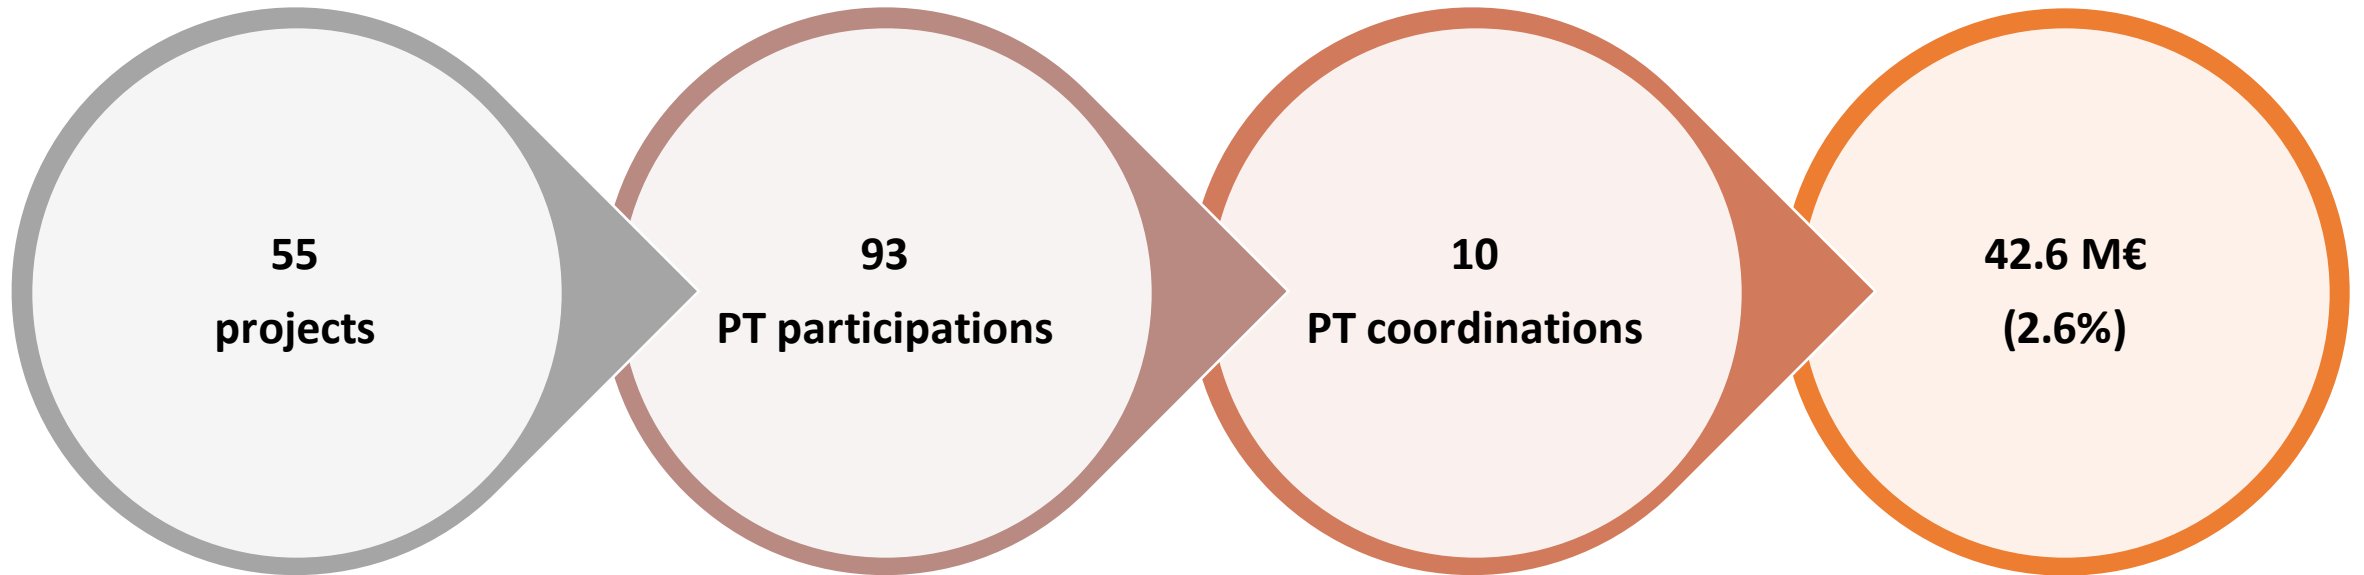 55
projects
93
PT participations
10
PT coordinations
42.6 M€
(2.6%)